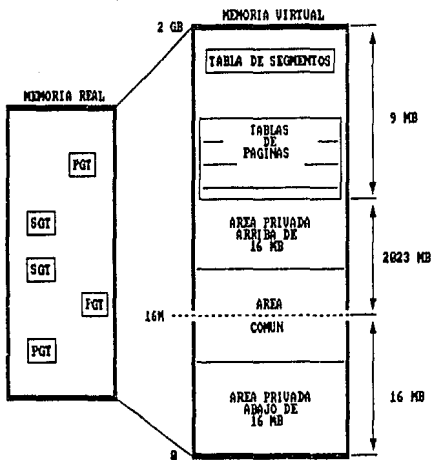 MEMORIA VIRTUAL
2 GB
TABLA DE SEGMENTOS
MEMORIA REAL
9 MB
TABLAS
DE
PAGINAS
PGT
AREA PRIVADA
ARRIBA DE
16 MB
SGT
2023 MB
SGT
PGT
AREA
16M
COMUN
PGT
AREA PRIVADA
ABAJO DE
16 MB
16 MB
0